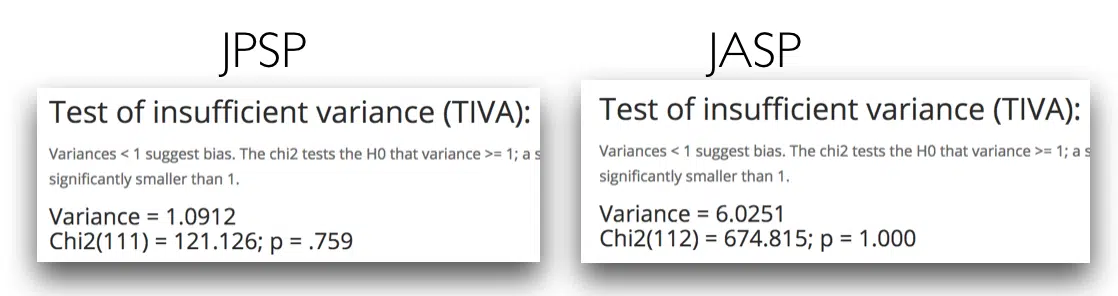 JPSP
Test of insufficient variance (TIVA):
Variances < 1 suggest bias. The chi2 tests the H0 that variance >= 1; a s
significantly smaller than 1.
Variance = 1.0912
Chi2(111) = 121.126; p = .759
JASP
Test of insufficient variance (TIVA):
Variances < 1 suggest bias. The chi2 tests the H0 that variance >= 1; a s
significantly smaller than 1.
Variance = 6.0251
Chi2(112) = 674.815; p = 1.000